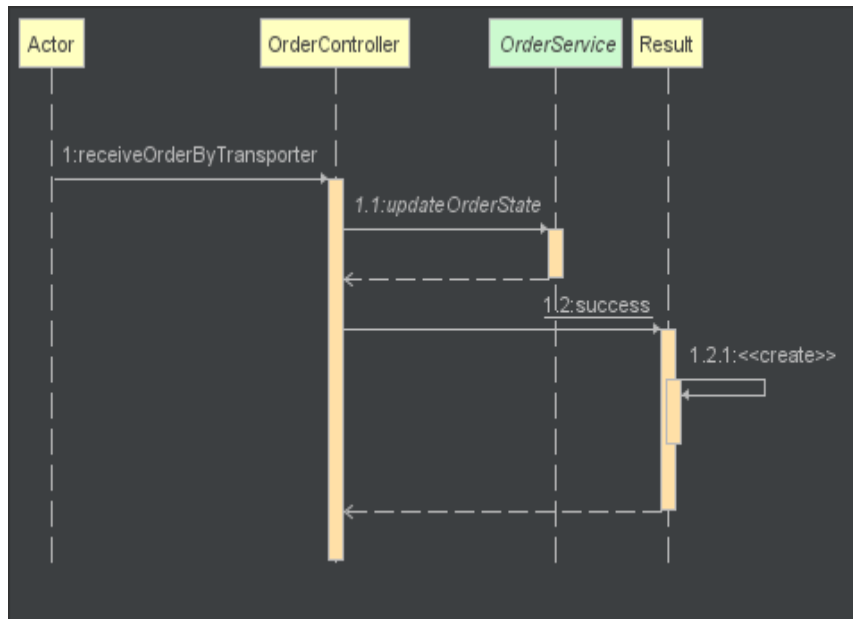 Actor
OrderController
OrderService
Result
1:receiveOrderByTransporter
1.1:updateOrderState
1.2:success
1.2.1:<<create>>